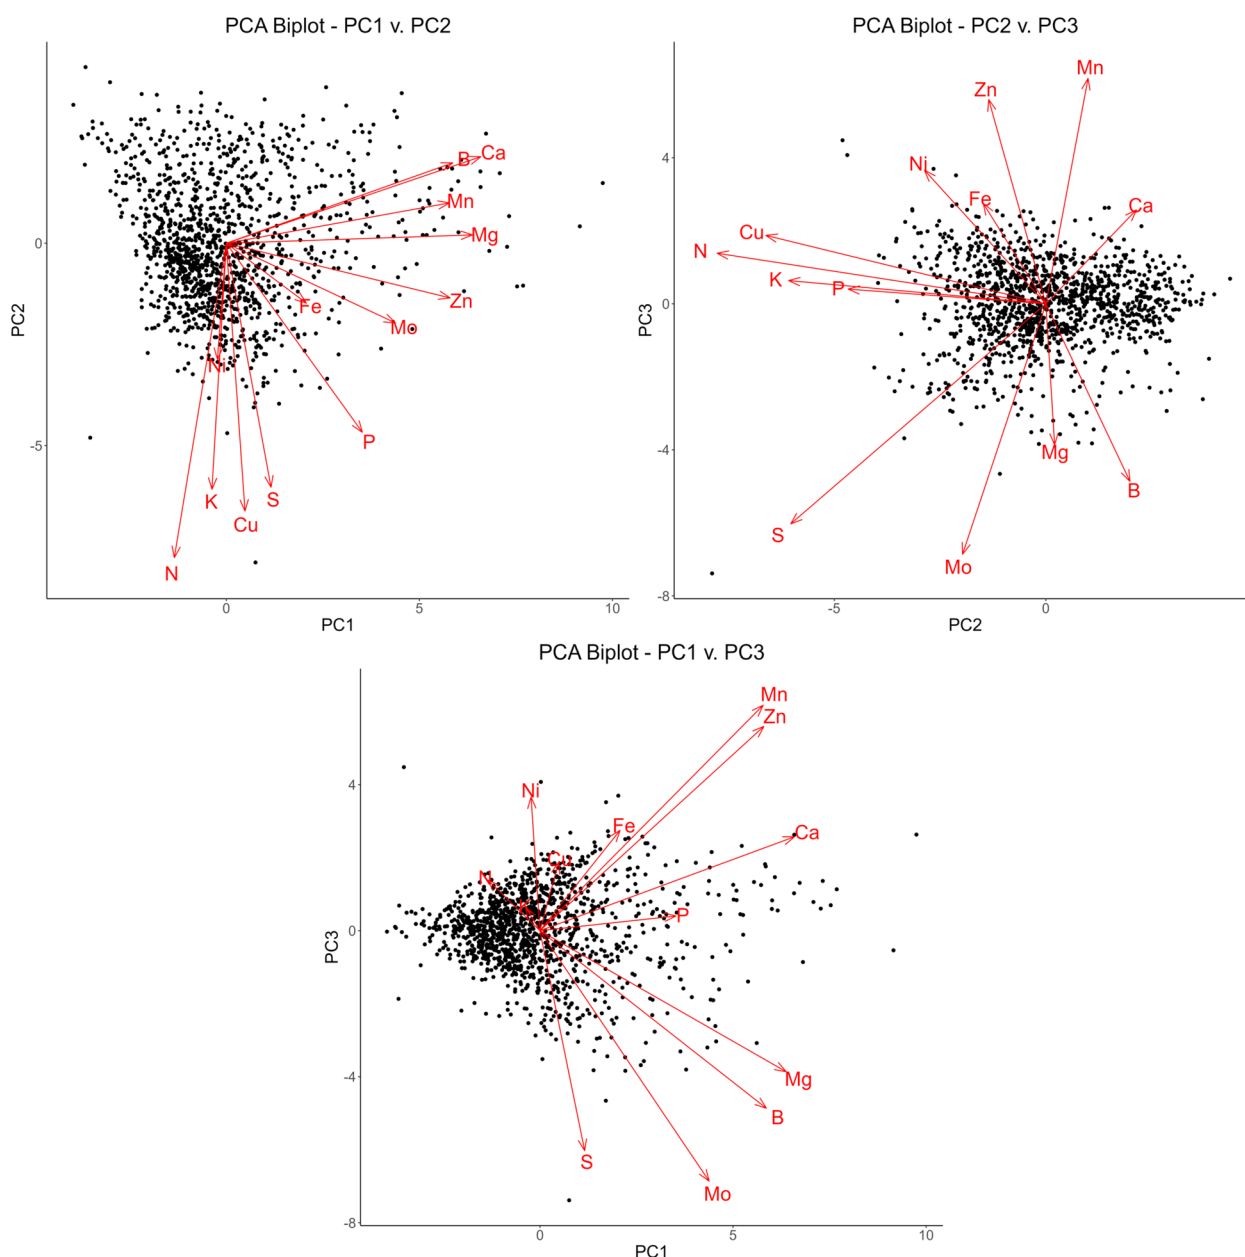 PCA Biplot - PC1 v. PC2
B Ca
Mn
Mg
0
Zn
Fe
Mo
Ni
P
-5
K
S
Cu
N
PC2
0 5 10
PC1
PCA Biplot - PC2 v. PC3
Mn
Zn
4
Ni
Fe
Ca
Cu
N
K
P
0
-4
Mg
B
S
Mo
-8
PC3
-5 0
PC2
PCA Biplot - PC1 v. PC3
Mn
Zn
4
Ni
Fe
Ca
Cu
N
K
P
0
-4
Mg
B
S
Mo
-8
PC3
0 5 10
PC1